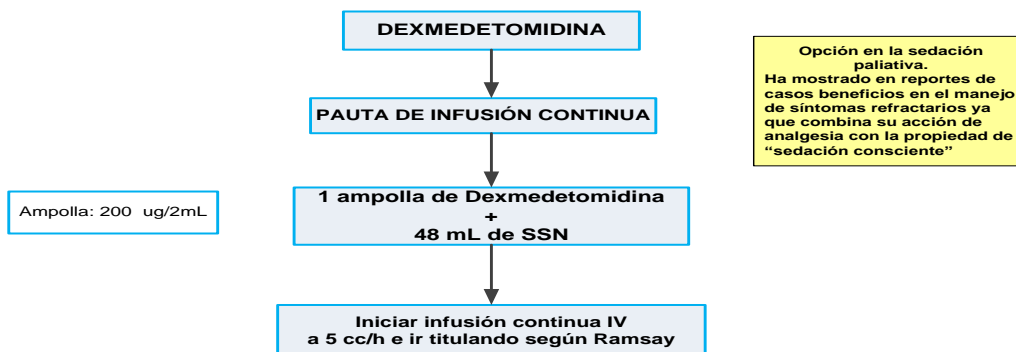 DEXMEDETOMIDINA
PAUTA DE INFUSIÓN CONTINUA
1 ampolla de Dexmedetomidina
+
48 mL de SSN
Iniciar infusión continua IV
a 5 cc/h e ir titulando según Ramsay
Ampolla: 200 ug/2mL
Opción en la sedación
paliativa.
Ha mostrado en reportes de
casos beneficios en el manejo
de síntomas refractarios ya
que combina su acción de
analgesia con la propiedad de
“sedación consciente”